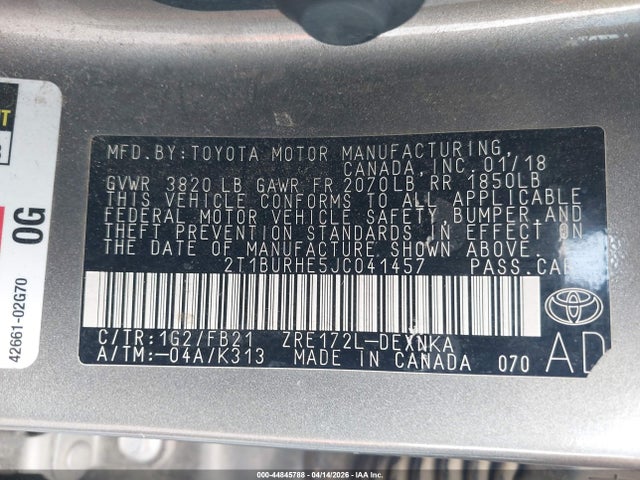 MFD.BY:TOYOTA MOTOR MANUFACTURING,
CANADA, INC. 01/18
GVWR 3820 LB GAWR FR 2070LB RR 1850LB
THIS VEHICLE CONFORMS TO ALL APPLICABLE
FEDERAL MOTOR VEHICLE SAFETY, BUMPER, AND
THEFT PREVENTION STANDARDS IN EFFECT ON
THE DATE OF MANUFACTURE SHOWN ABOVE.
2T1BURHE5JC041457 PASS.CAR
C/TR:1G2/FB21 ZRE172L-DEXNKA
A/TM:-04A/K313 MADE IN CANADA 070
AD
TOYOTA
0G
42661-02G70
000-44845788 - 04/14/2026 - IAA Corp.